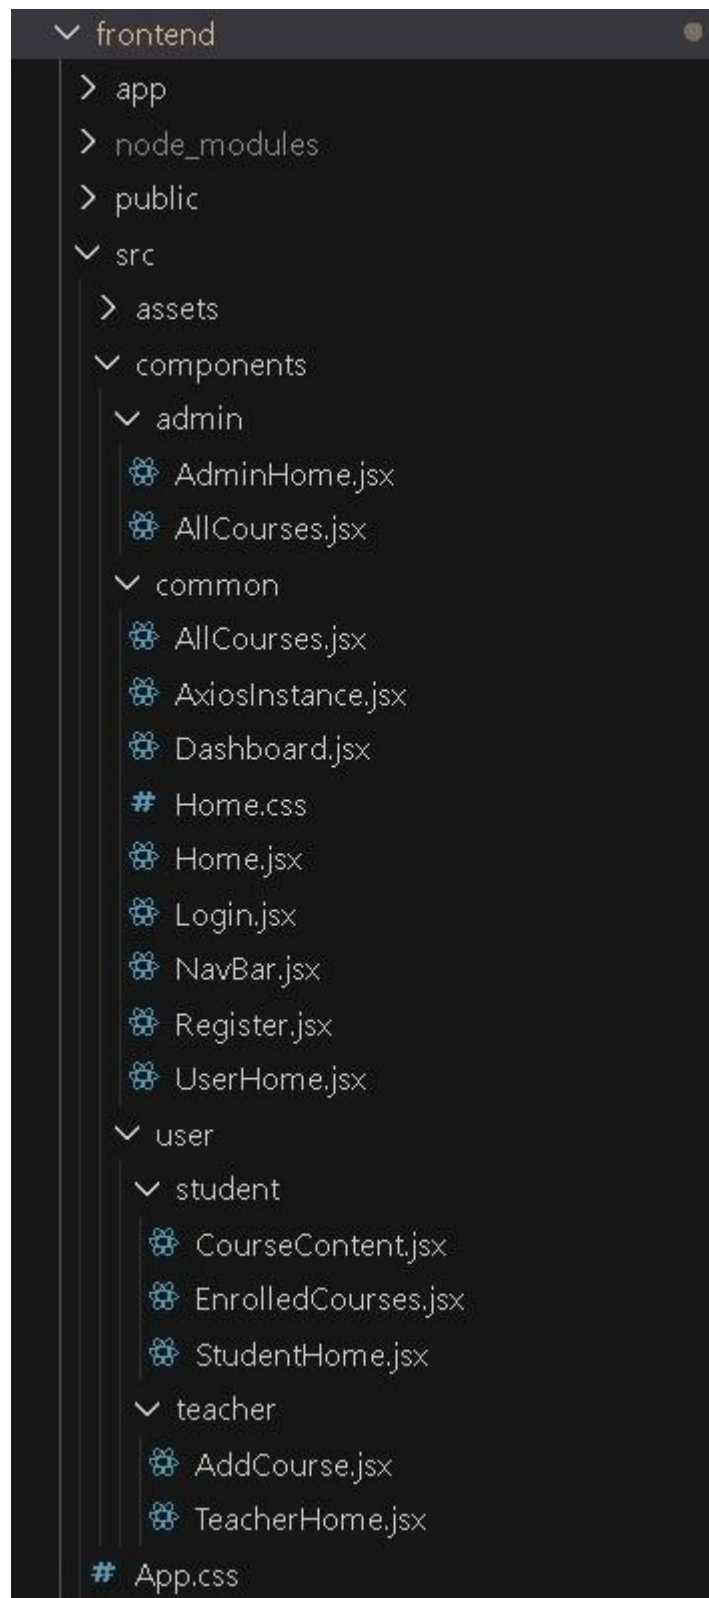 frontend
app
node_modules
public
src
assets
components
admin
AdminHome.jsx
AllCourses.jsx
common
AllCourses.jsx
AxiosInstance.jsx
Dashboard.jsx
# Home.css
Home.jsx
Login.jsx
NavBar.jsx
Register.jsx
UserHome.jsx
user
student
CourseContent.jsx
EnrolledCourses.jsx
StudentHome.jsx
teacher
AddCourse.jsx
TeacherHome.jsx
# App.css